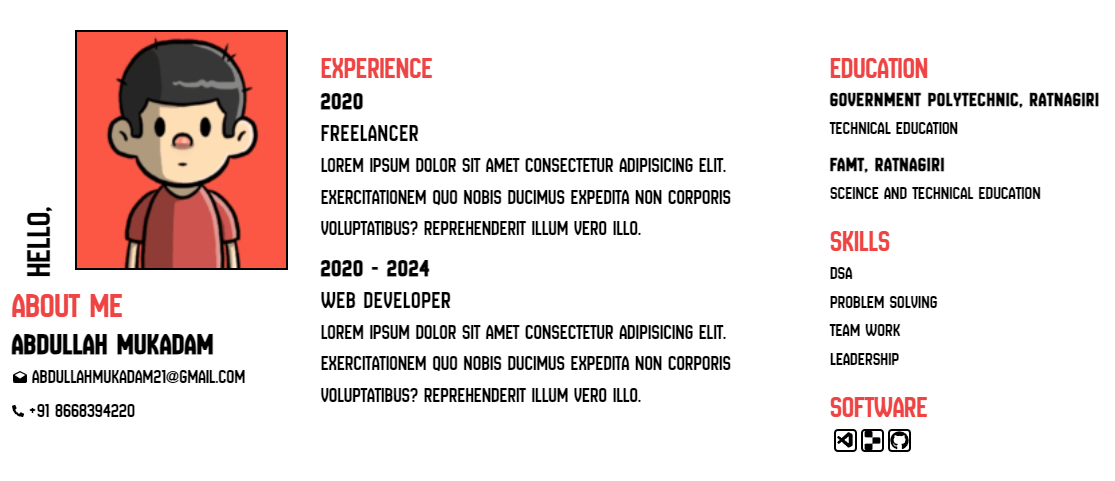 HELLO,
ABOUT ME
ABDULLAH MUKADAM
ABDULLAHMUKADAM21@GMAIL.COM
+91 8668394220
EXPERIENCE
2020
FREELANCER
LOREM IPSUM DOLOR SIT AMET CONSECTETUR ADIPISICING ELIT.
EXERCITATIONEM QUO NOBIS DUCIMUS EXPEDITA NON CORPORIS
VOLUPTATIBUS? REPREHENDERIT ILLUM VERO ILLO.
2020 - 2024
WEB DEVELOPER
LOREM IPSUM DOLOR SIT AMET CONSECTETUR ADIPISICING ELIT.
EXERCITATIONEM QUO NOBIS DUCIMUS EXPEDITA NON CORPORIS
VOLUPTATIBUS? REPREHENDERIT ILLUM VERO ILLO.
EDUCATION
GOVERNMENT POLYTECHNIC, RATNAGIRI
TECHNICAL EDUCATION
FAMT, RATNAGIRI
SCEINCE AND TECHNICAL EDUCATION
SKILLS
DSA
PROBLEM SOLVING
TEAM WORK
LEADERSHIP
SOFTWARE